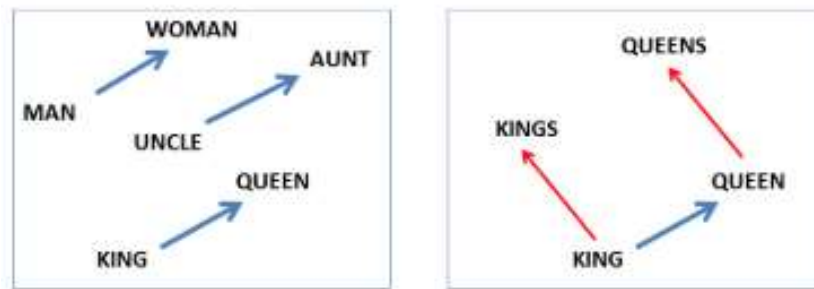 WOMAN
AUNT
MAN
UNCLE
QUEEN
KING
QUEENS
KINGS
QUEEN
KING